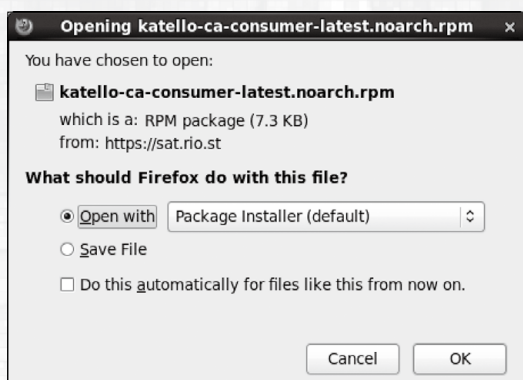 Opening katello-ca-consumer-latest.noarch.rpm
You have chosen to open:
katello-ca-consumer-latest.noarch.rpm
which is a: RPM package (7.3 KB)
from: https://sat.rio.st
What should Firefox do with this file?
Open with Package Installer (default)
Save File
Do this automatically for files like this from now on.
Cancel OK